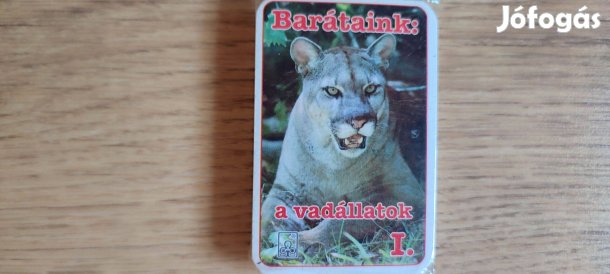 Jófogás
Barátaink:
a vadállatok
I.